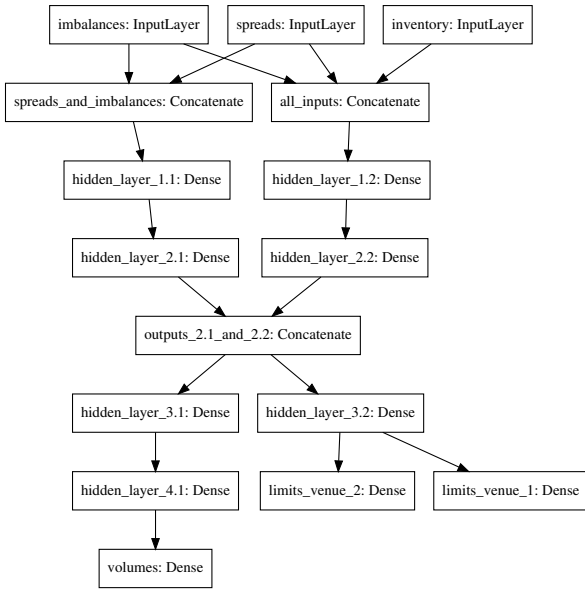 imbalances: InputLayer
spreads: InputLayer
inventory: InputLayer
spreads_and_imbalances: Concatenate
all_inputs: Concatenate
hidden_layer_1.1: Dense
hidden_layer_1.2: Dense
hidden_layer_2.1: Dense
hidden_layer_2.2: Dense
outputs_2.1_and_2.2: Concatenate
hidden_layer_3.1: Dense
hidden_layer_3.2: Dense
hidden_layer_4.1: Dense
limits_venue_2: Dense
limits_venue_1: Dense
volumes: Dense